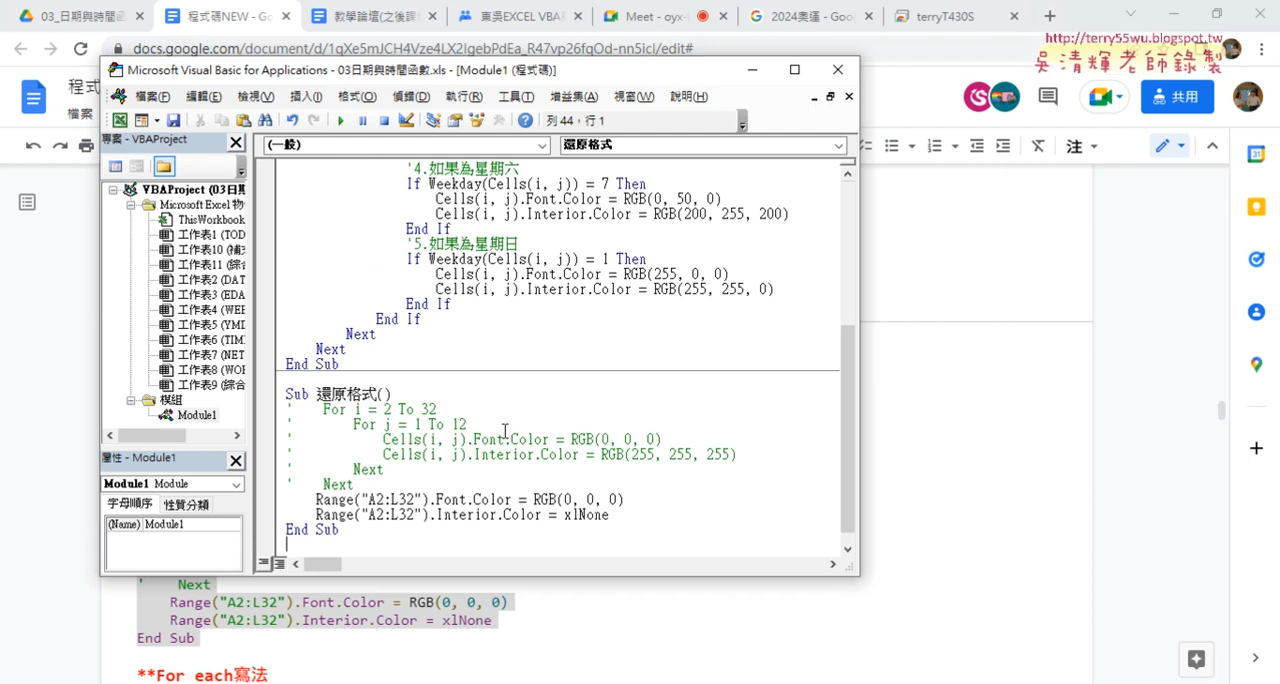 03_日期與時間函
程式碼NEW - Go
教學論壇(之後課
東吳EXCEL VBA
Meet - oyx-
2024奧運 - Goo
terryT430S
docs.google.com/document/d/1qXe5mJCH4Vze4LX2IgebPdEa_R47vp26fqOd-nn5icI/edit#
http://terry55wu.blogspot.tw
吳清輝老師錄製
程式
檔案
共用
注
Microsoft Visual Basic for Applications - 03日期與時間函數.xls - [Module1 (程式碼)]
檔案(F) 編輯(E) 檢視(V) 插入(I) 格式(O) 偵錯(D) 執行(R) 工具(T) 增益集(A) 視窗(W) 說明(H)
列 44，行 1
專案 - VBAProject
(一般)
還原格式
VBAProject (03日期
Microsoft Excel 物
ThisWorkbook
工作表1 (TOD
工作表10 (補充
工作表11 (綜合
工作表2 (DAT
工作表3 (EDA
工作表4 (WEE
工作表5 (YMI
工作表6 (TIM
工作表7 (NET
工作表8 (WOR
工作表9 (綜合
模組
Module1
屬性 - Module1
Module1 Module
字母順序 性質分類
(Name) Module1
'4.如果為星期六
If Weekday(Cells(i, j)) = 7 Then
Cells(i, j).Font.Color = RGB(0, 50, 0)
Cells(i, j).Interior.Color = RGB(200, 255, 200)
End If
'5.如果為星期日
If Weekday(Cells(i, j)) = 1 Then
Cells(i, j).Font.Color = RGB(255, 0, 0)
Cells(i, j).Interior.Color = RGB(255, 255, 0)
End If
End If
Next
Next
End Sub
Sub 還原格式()
' For i = 2 To 32
' For j = 1 To 12
' Cells(i, j).Font.Color = RGB(0, 0, 0)
' Cells(i, j).Interior.Color = RGB(255, 255, 255)
' Next
' Next
Range("A2:L32").Font.Color = RGB(0, 0, 0)
Range("A2:L32").Interior.Color = xlNone
End Sub
' Next
Range("A2:L32").Font.Color = RGB(0, 0, 0)
Range("A2:L32").Interior.Color = xlNone
End Sub
**For each寫法